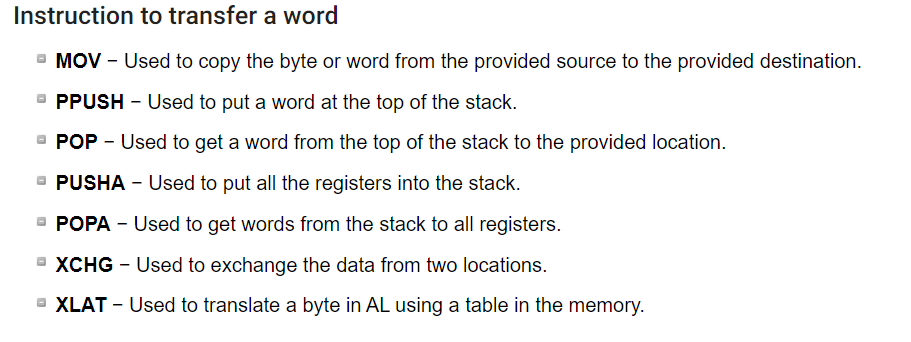 Instruction to transfer a word
MOV − Used to copy the byte or word from the provided source to the provided destination.
PPUSH − Used to put a word at the top of the stack.
POP − Used to get a word from the top of the stack to the provided location.
PUSHA − Used to put all the registers into the stack.
POPA − Used to get words from the stack to all registers.
XCHG − Used to exchange the data from two locations.
XLAT − Used to translate a byte in AL using a table in the memory.